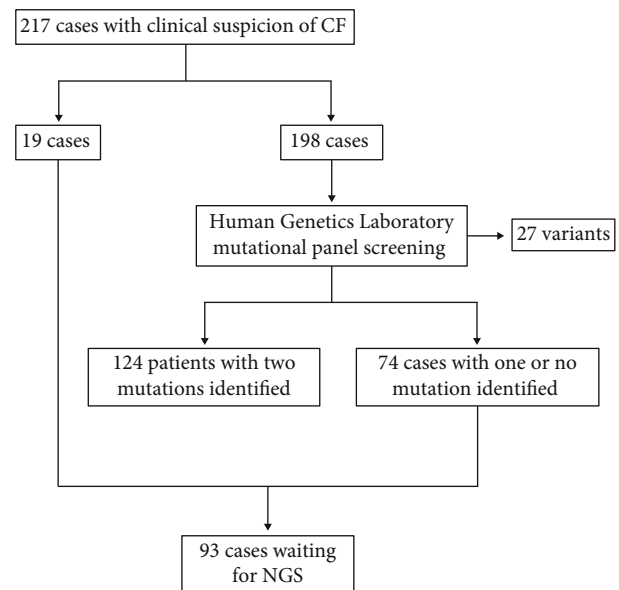 217 cases with clinical suspicion of CF
19 cases
198 cases
Human Genetics Laboratory
mutational panel screening
27 variants
124 patients with two
mutations identified
74 cases with one or no
mutation identified
93 cases waiting
for NGS